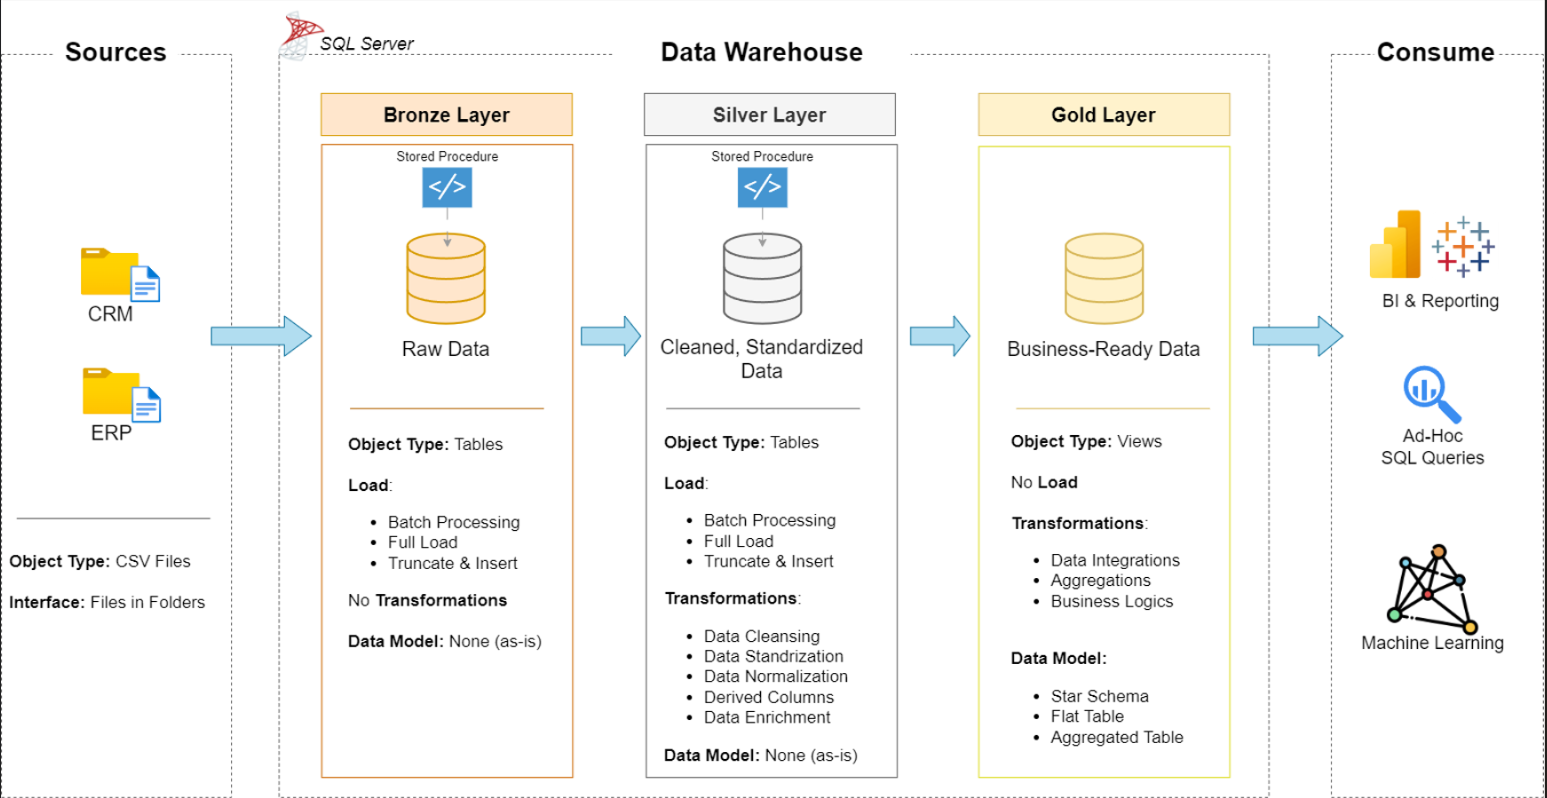 Sources
SQL Server
Data Warehouse
Consume
CRM
ERP
Object Type: CSV Files
Interface: Files in Folders
Bronze Layer
Stored Procedure
</>
Raw Data
Object Type: Tables
Load:
• Batch Processing
• Full Load
• Truncate & Insert
No Transformations
Data Model: None (as-is)
Silver Layer
Stored Procedure
</>
Cleaned, Standardized
Data
Object Type: Tables
Load:
• Batch Processing
• Full Load
• Truncate & Insert
Transformations:
• Data Cleansing
• Data Standrization
• Data Normalization
• Derived Columns
• Data Enrichment
Data Model: None (as-is)
Gold Layer
Business-Ready Data
Object Type: Views
No Load
Transformations:
• Data Integrations
• Aggregations
• Business Logics
Data Model:
• Star Schema
• Flat Table
• Aggregated Table
BI & Reporting
Ad-Hoc
SQL Queries
Machine Learning